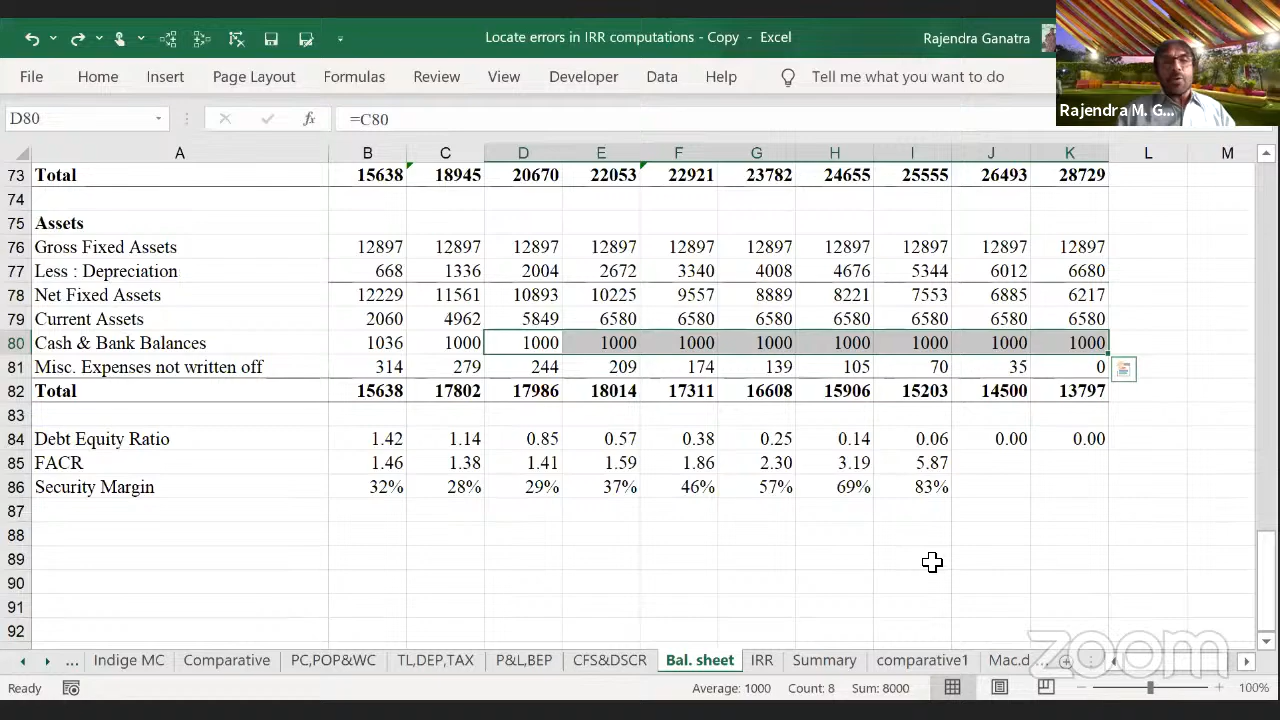 Locate errors in IRR computations - Copy - Excel
Rajendra Ganatra
File Home Insert Page Layout Formulas Review View Developer Data Help Tell me what you want to do
Rajendra M. G...
D80 fx =C80
A B C D E F G H I J K L M
73 Total 15638 18945 20670 22053 22921 23782 24655 25555 26493 28729
74
75 Assets
76 Gross Fixed Assets 12897 12897 12897 12897 12897 12897 12897 12897 12897 12897
77 Less : Depreciation 668 1336 2004 2672 3340 4008 4676 5344 6012 6680
78 Net Fixed Assets 12229 11561 10893 10225 9557 8889 8221 7553 6885 6217
79 Current Assets 2060 4962 5849 6580 6580 6580 6580 6580 6580 6580
80 Cash & Bank Balances 1036 1000 1000 1000 1000 1000 1000 1000 1000 1000
81 Misc. Expenses not written off 314 279 244 209 174 139 105 70 35 0
82 Total 15638 17802 17986 18014 17311 16608 15906 15203 14500 13797
83
84 Debt Equity Ratio 1.42 1.14 0.85 0.57 0.38 0.25 0.14 0.06 0.00 0.00
85 FACR 1.46 1.38 1.41 1.59 1.86 2.30 3.19 5.87
86 Security Margin 32% 28% 29% 37% 46% 57% 69% 83%
87
88
89
90
91
92
... Indige MC Comparative PC,POP&WC TL,DEP,TAX P&L,BEP CFS&DSCR Bal. sheet IRR Summary comparative1 Mac.d ...
zoom
Ready Average: 1000 Count: 8 Sum: 8000 100%